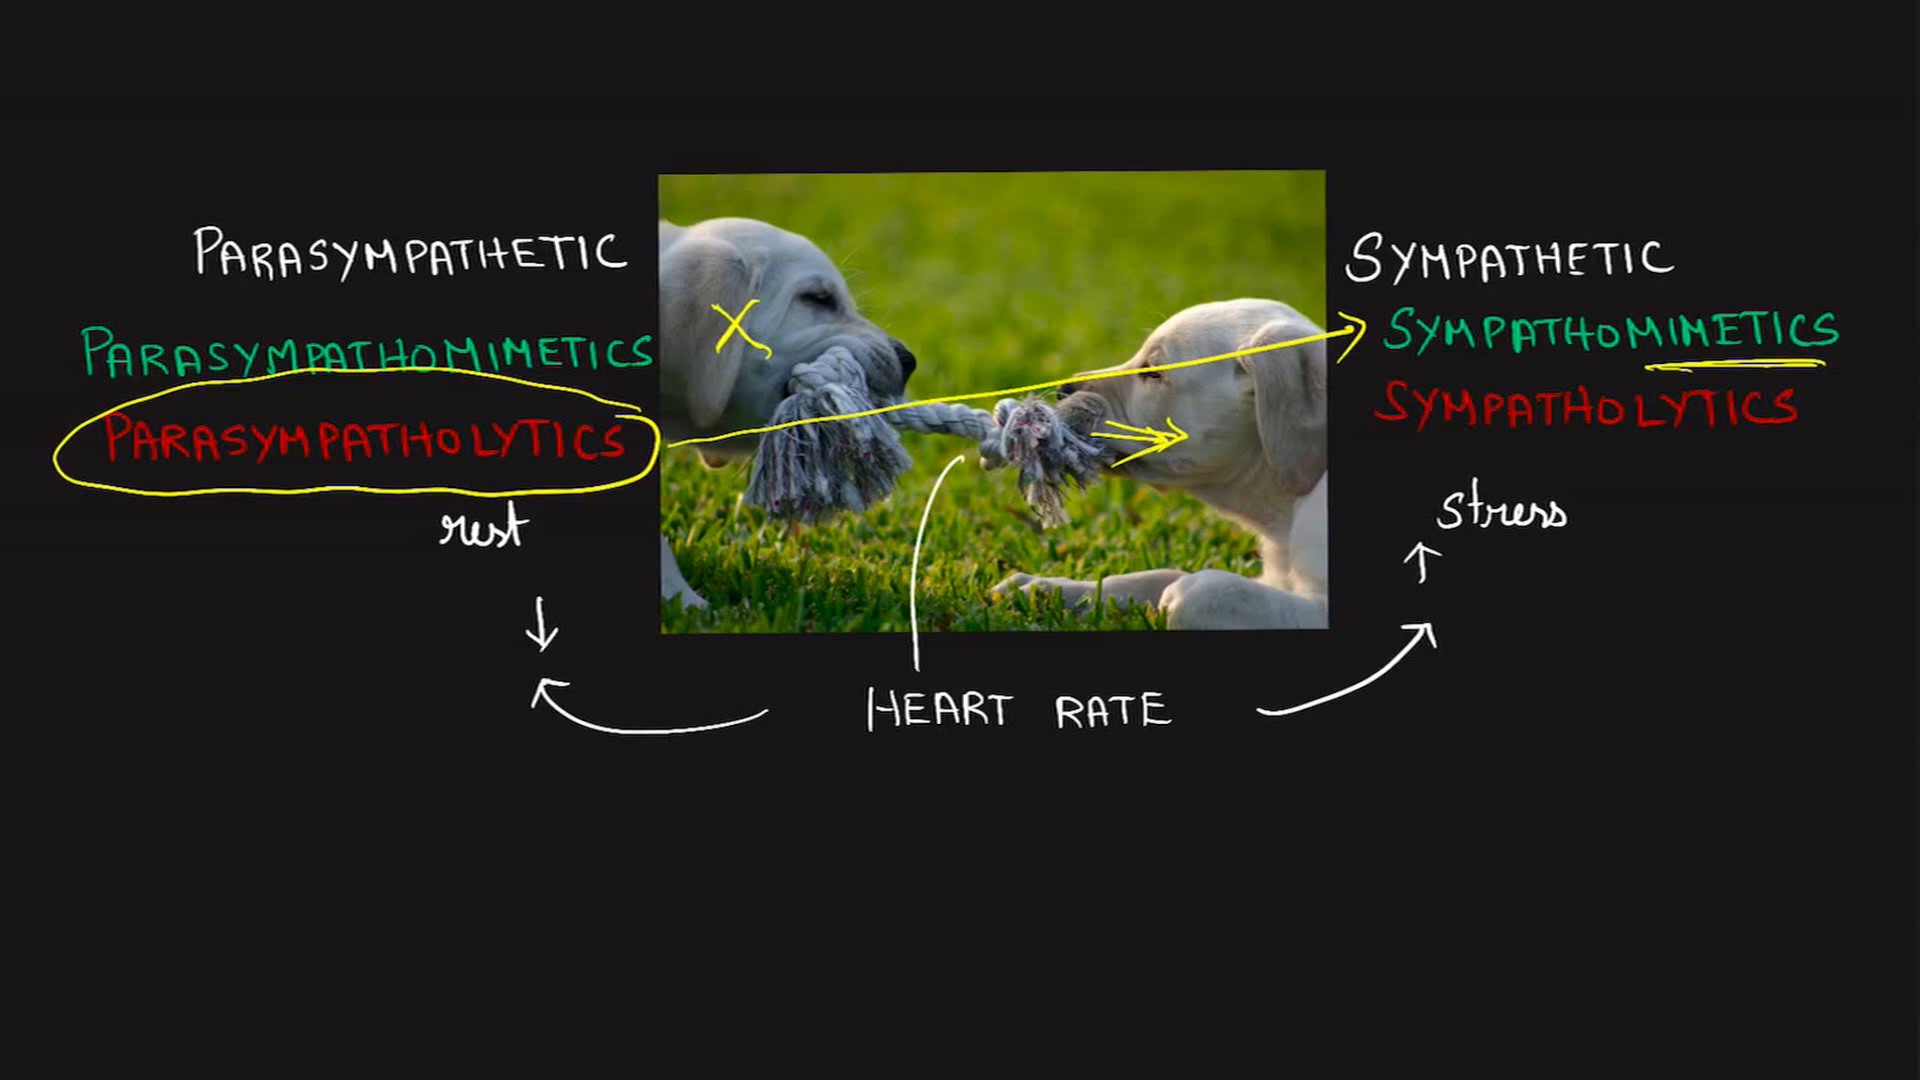 PARASYMPATHETIC
PARASYMPATHOMIMETICS
PARASYMPATHOLYTICS
rest
SYMPATHETIC
SYMPATHOMIMETICS
SYMPATHOLYTICS
stress
HEART RATE